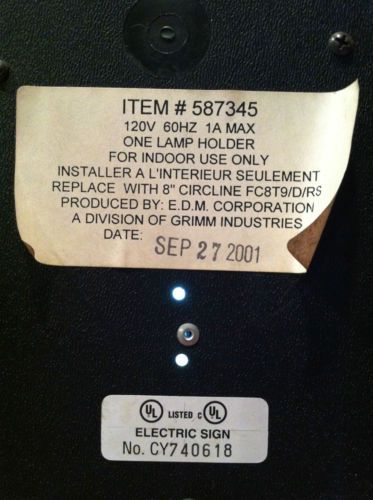 ITEM # 587345
120V 60HZ 1A MAX
ONE LAMP HOLDER
FOR INDOOR USE ONLY
INSTALLER A L'INTERIEUR SEULEMENT
REPLACE WITH 8" CIRCLINE FC8T9/D/RS
PRODUCED BY: E.D.M. CORPORATION
A DIVISION OF GRIMM INDUSTRIES
DATE: SEP 27 2001
UL LISTED C UL
ELECTRIC SIGN
No. CY740618